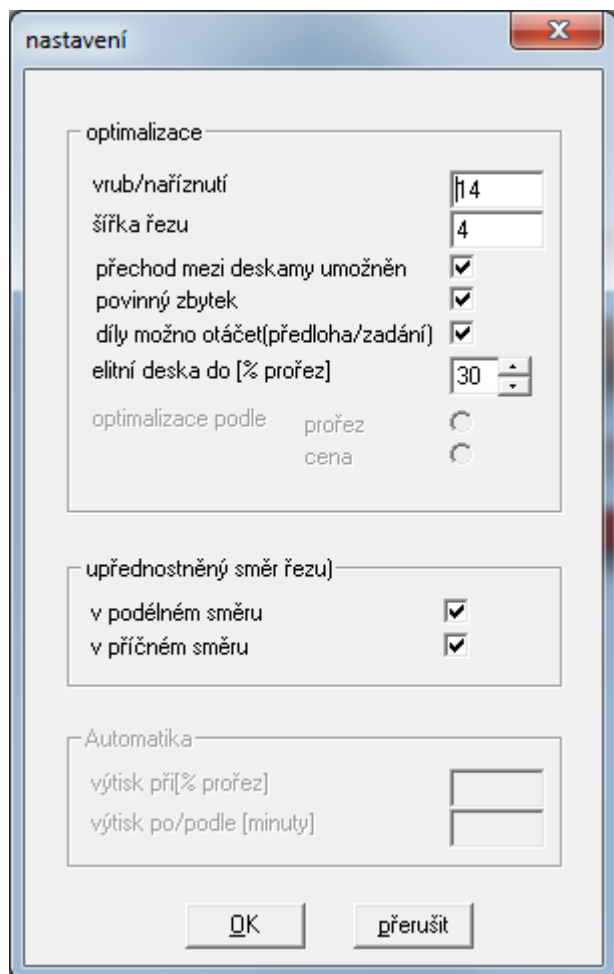 nastavení
optimalizace
vrub/naříznutí 14
šířka řezu 4
přechod mezi deskamy umožněn
povinný zbytek
díly možno otáčet(předloha/zadání)
elitní deska do [% prořez] 30
optimalizace podle prořez
cena
upřednostněný směr řezu)
v podélném směru
v příčném směru
Automatika
výtisk při[% prořez]
výtisk po/podle [minuty]
OK přerušit